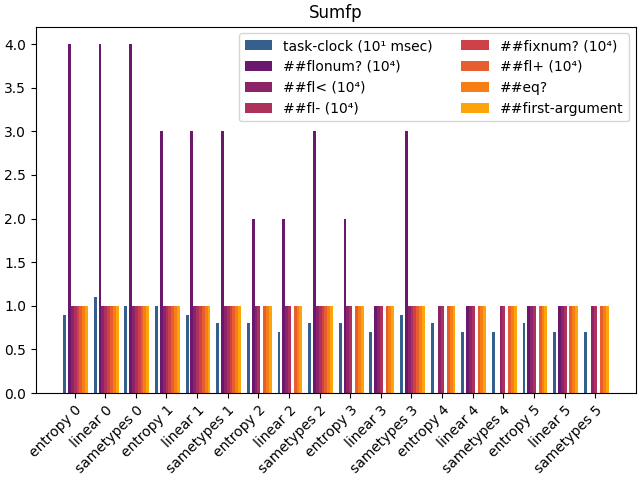 Sumfp
task-clock (10¹ msec)
##flonum? (10⁴)
##fl< (10⁴)
##fl- (10⁴)
##fixnum? (10⁴)
##fl+ (10⁴)
##eq?
##first-argument
4.0
3.5
3.0
2.5
2.0
1.5
1.0
0.5
0.0
entropy 0
linear 0
sametypes 0
entropy 1
linear 1
sametypes 1
entropy 2
linear 2
sametypes 2
entropy 3
linear 3
sametypes 3
entropy 4
linear 4
sametypes 4
entropy 5
linear 5
sametypes 5